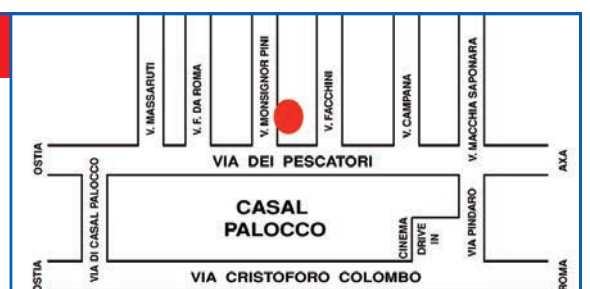 V. MASSARUTI
V. F. DA ROMA
V. MONSIGNOR PINI
V. FACCHINI
V. CAMPANA
V. MACCHIA SAPONARA
OSTIA
VIA DEI PESCATORI
AXA
VIA DI CASAL PALOCCO
CASAL
PALOCCO
CINEMA
DRIVE
IN
VIA PINDARO
OSTIA
VIA CRISTOFORO COLOMBO
ROMA